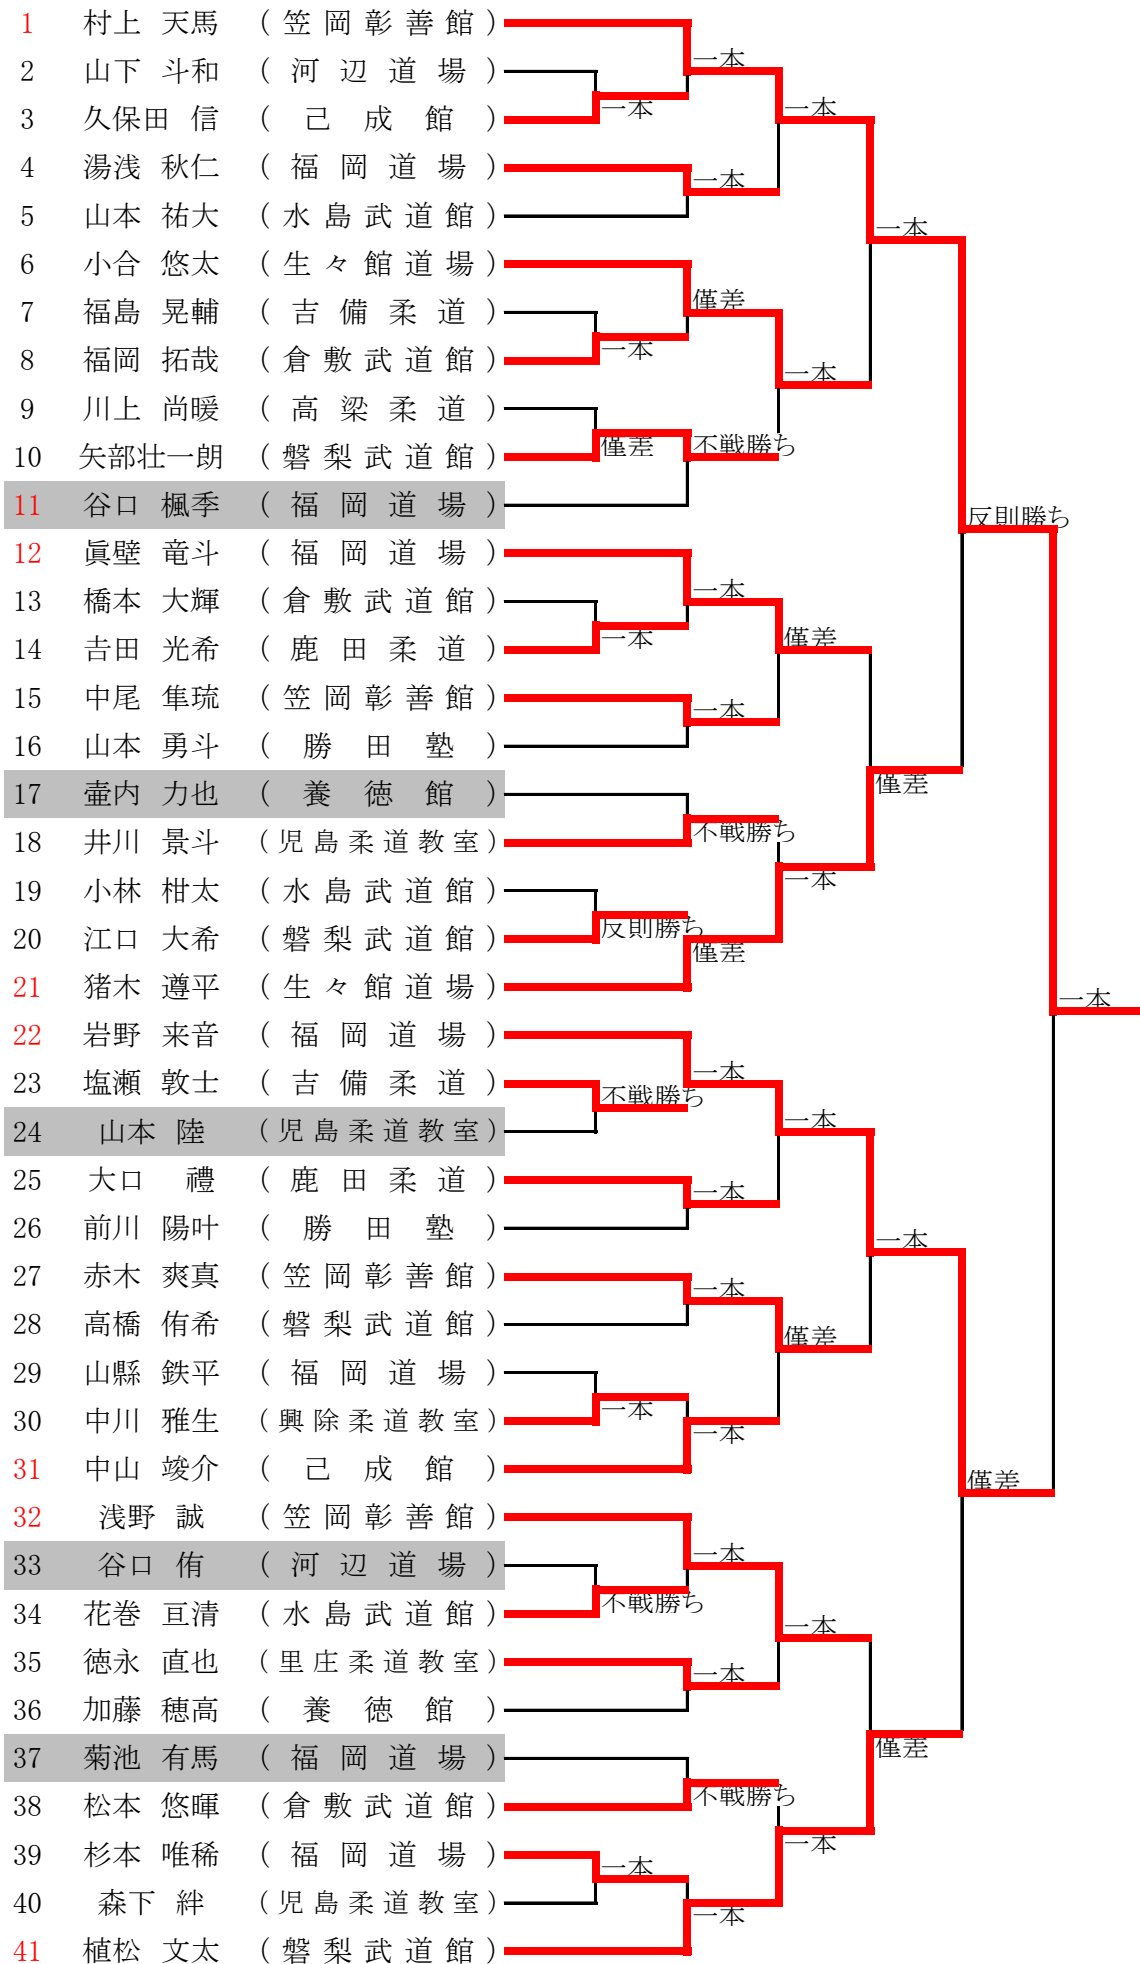 1 村上 天馬 (笠岡彰善館)
一本
2 山下 斗和 (河辺道場)
一本 一本
3 久保田 信 (己成館)
4 湯浅 秋仁 (福岡道場)
一本
5 山本 祐大 (水島武道館)
一本
6 小合 悠太 (生々館道場)
僅差
7 福島 晃輔 (吉備柔道)
一本
8 福岡 拓哉 (倉敷武道館)
一本
9 川上 尚暖 (高梁柔道)
僅差 不戦勝ち
10 矢部壮一朗 (磐梨武道館)
11 谷口 楓季 (福岡道場)
反則勝ち
12 眞壁 竜斗 (福岡道場)
一本
13 橋本 大輝 (倉敷武道館)
一本 僅差
14 吉田 光希 (鹿田柔道)
15 中尾 隼琉 (笠岡彰善館)
一本
16 山本 勇斗 (勝田塾)
僅差
17 壷内 力也 (養徳館)
不戦勝ち
18 井川 景斗 (児島柔道教室)
一本
19 小林 柑太 (水島武道館)
反則勝ち
20 江口 大希 (磐梨武道館)
僅差
21 猪木 遵平 (生々館道場)
一本
22 岩野 来音 (福岡道場)
一本
23 塩瀬 敦士 (吉備柔道)
不戦勝ち
一本
24 山本 陸 (児島柔道教室)
25 大口 禮 (鹿田柔道)
一本
26 前川 陽叶 (勝田塾)
一本
27 赤木 爽真 (笠岡彰善館)
一本
28 高橋 侑希 (磐梨武道館)
僅差
29 山縣 鉄平 (福岡道場)
一本
30 中川 雅生 (興除柔道教室)
一本
31 中山 竣介 (己成館)
僅差
32 浅野 誠 (笠岡彰善館)
一本
33 谷口 侑 (河辺道場)
不戦勝ち
34 花巻 亘清 (水島武道館)
一本
35 徳永 直也 (里庄柔道教室)
一本
36 加藤 穂高 (養徳館)
僅差
37 菊池 有馬 (福岡道場)
不戦勝ち
38 松本 悠暉 (倉敷武道館)
一本
39 杉本 唯稀 (福岡道場)
一本
40 森下 絆 (児島柔道教室)
一本
41 植松 文太 (磐梨武道館)